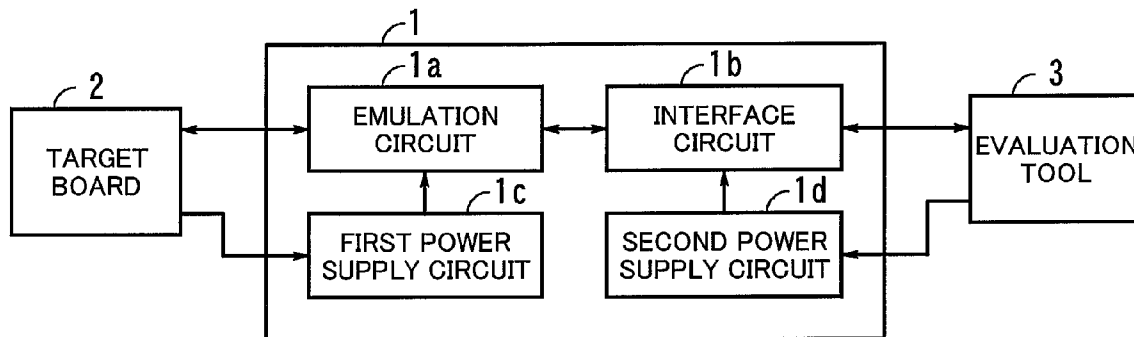 1
1a
1b
2
3
EMULATION
CIRCUIT
INTERFACE
CIRCUIT
TARGET
BOARD
EVALUATION
TOOL
1c
1d
FIRST POWER
SUPPLY CIRCUIT
SECOND POWER
SUPPLY CIRCUIT